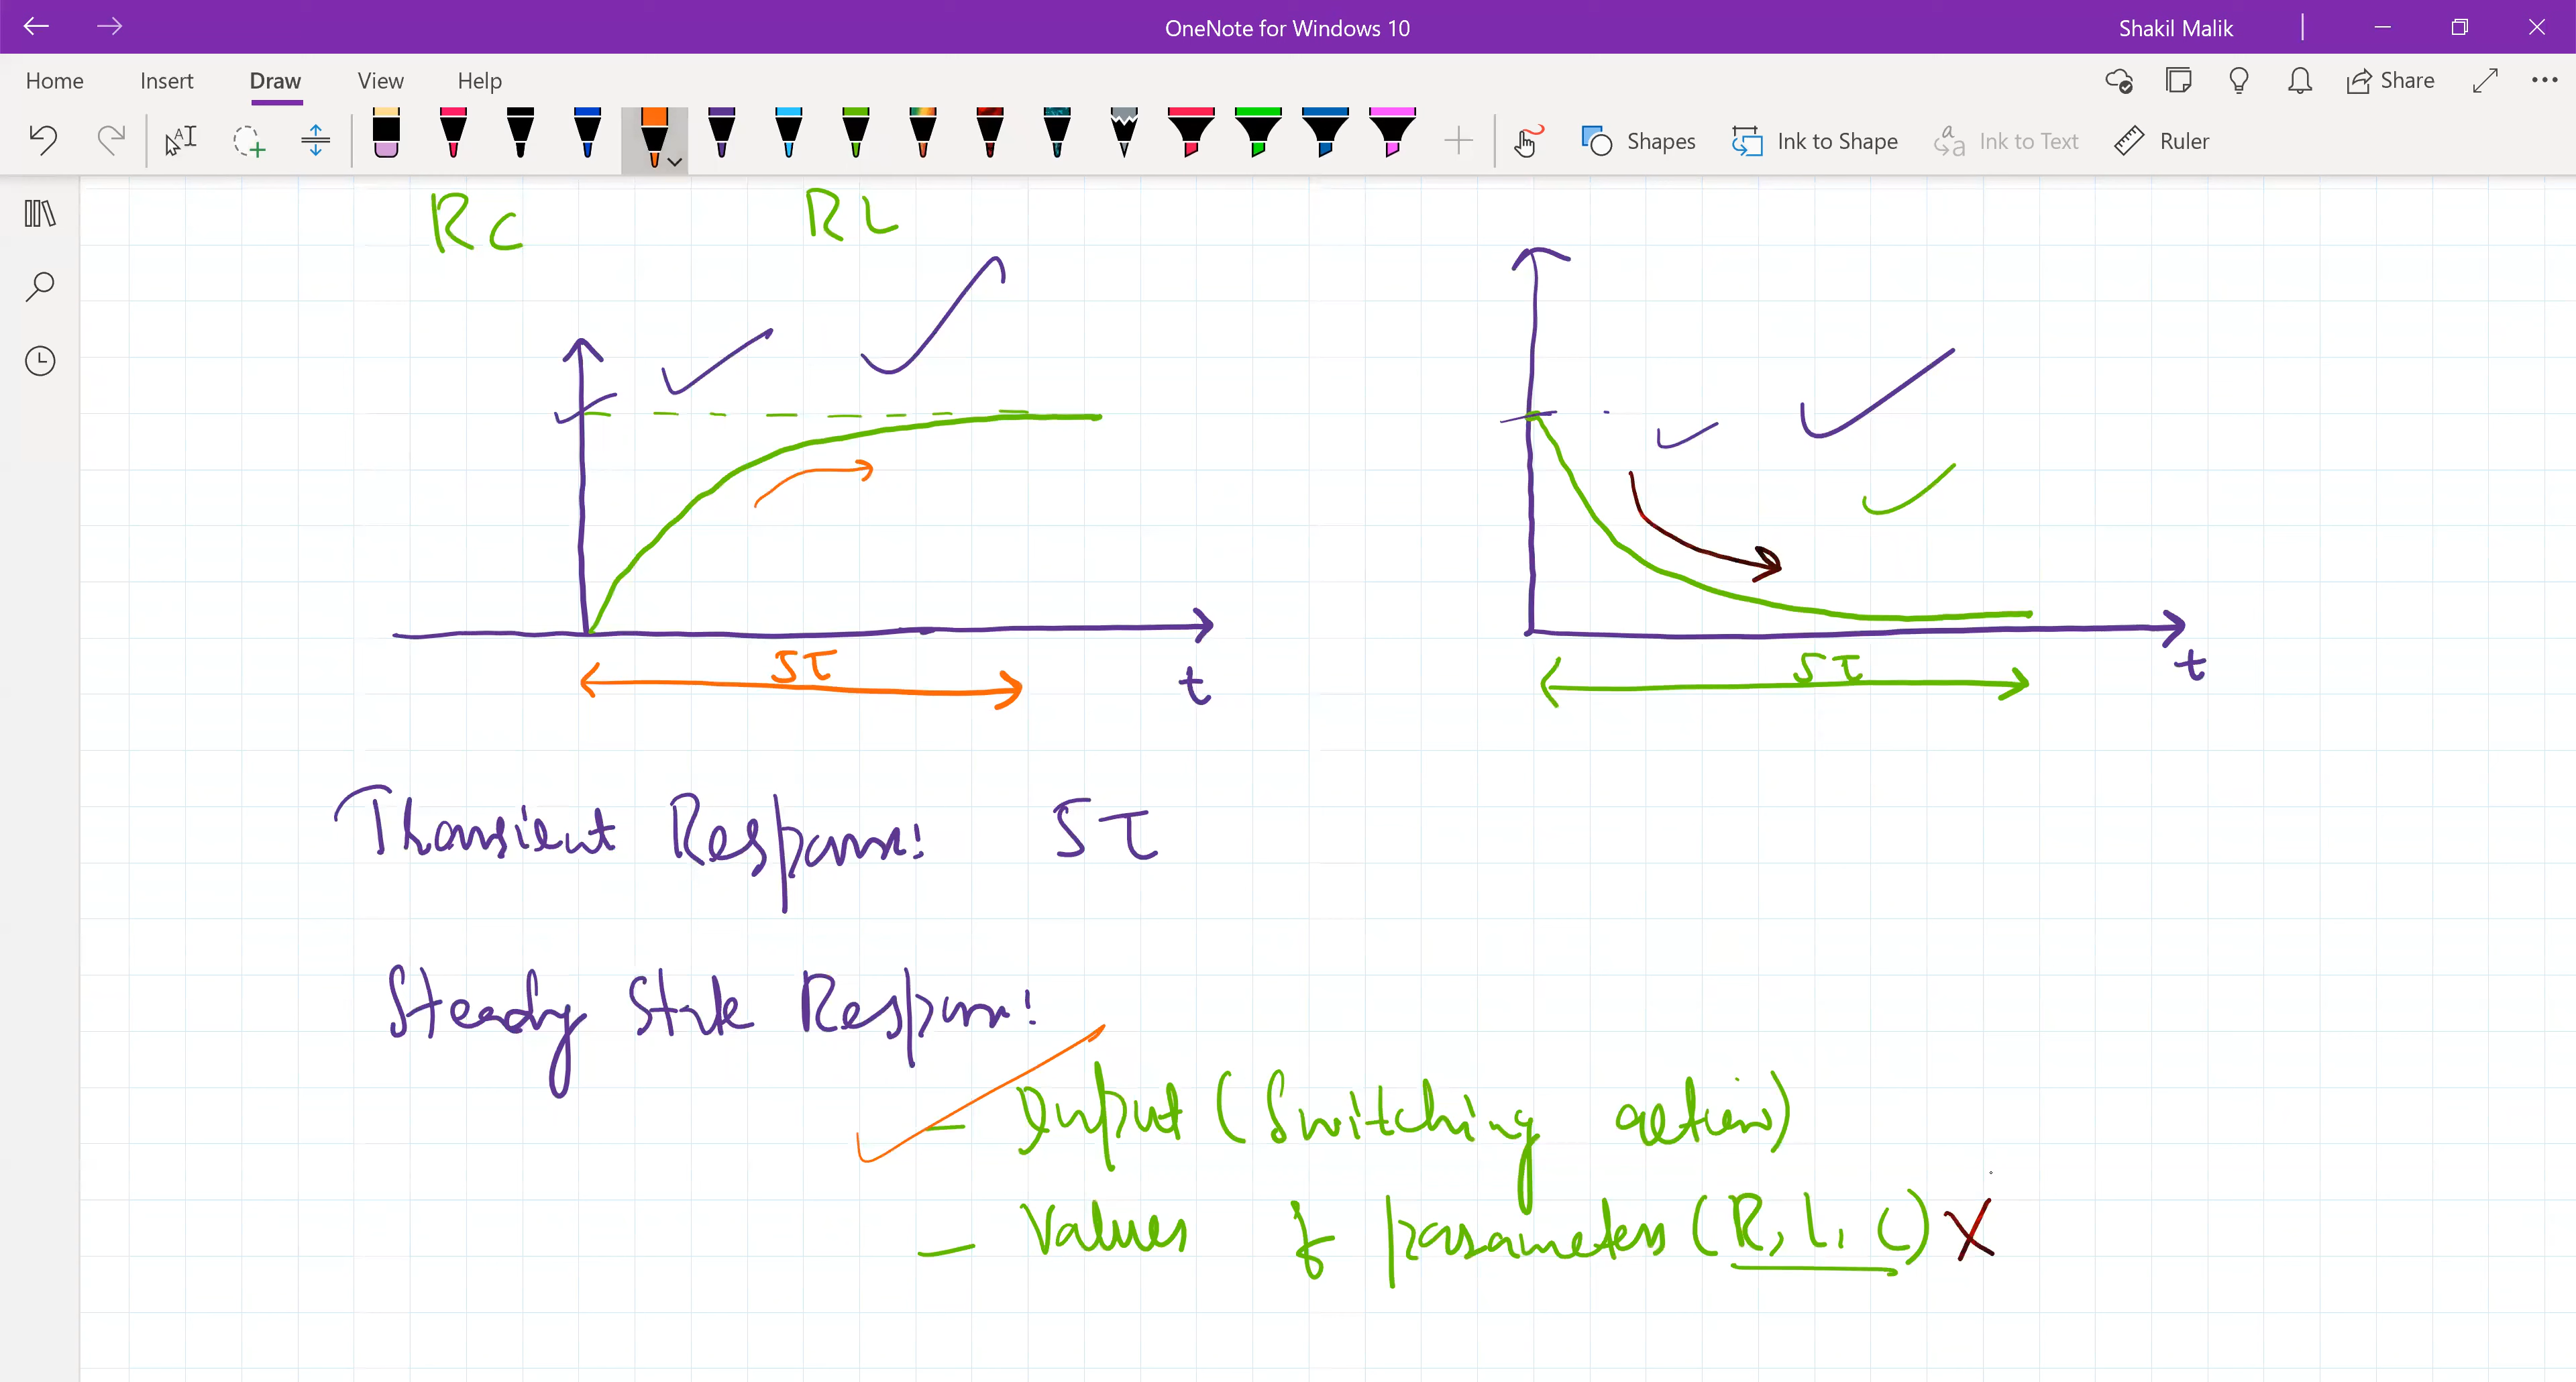 OneNote for Windows 10 Shakil Malik
Home Insert Draw View Help Share
Shapes Ink to Shape Ink to Text Ruler
RC RL
5τ t
5τ t
Transient Response: 5τ
Steady State Respons:
- Input (Switching action)
- Values of parameters (R, L, C) X